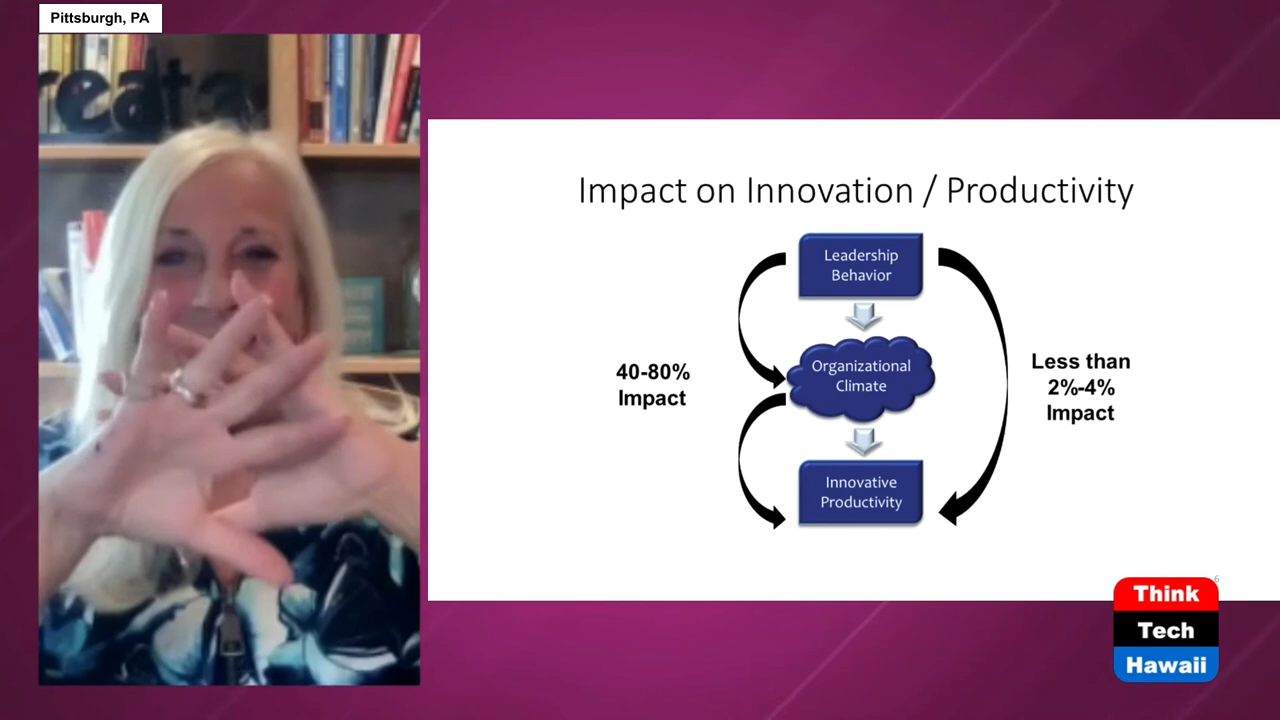 Pittsburgh, PA
Impact on Innovation / Productivity
Leadership
Behavior
Organizational
Climate
Innovative
Productivity
40-80%
Impact
Less than
2%-4%
Impact
6
Think
Tech
Hawaii